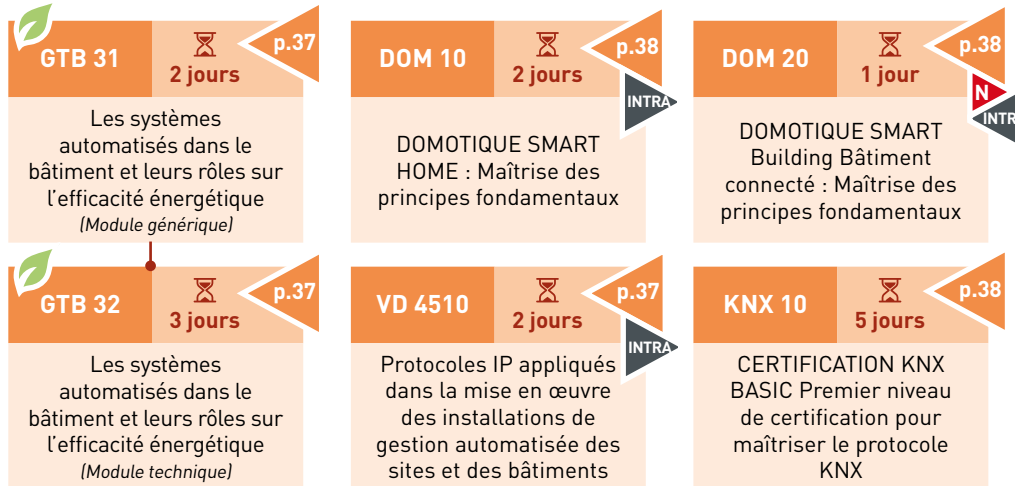 GTB 31
2 jours
p.37
Les systèmes
automatisés dans le
bâtiment et leurs rôles sur
l'efficacité énergétique
(Module générique)
DOM 10
2 jours
p.38
INTRA
DOMOTIQUE SMART
HOME : Maîtrise des
principes fondamentaux
DOM 20
1 jour
p.38
N
INTR
DOMOTIQUE SMART
Building Bâtiment
connecté : Maîtrise des
principes fondamentaux
GTB 32
3 jours
p.37
Les systèmes
automatisés dans le
bâtiment et leurs rôles sur
l'efficacité énergétique
(Module technique)
VD 4510
2 jours
p.37
INTRA
Protocoles IP appliqués
dans la mise en œuvre
des installations de
gestion automatisée des
sites et des bâtiments
KNX 10
5 jours
p.38
CERTIFICATION KNX
BASIC Premier niveau
de certification pour
maîtriser le protocole
KNX